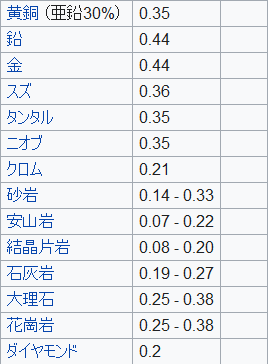 黄銅 (亜鉛30%) 0.35
鉛 0.44
金 0.44
スズ 0.36
タンタル 0.35
ニオブ 0.35
クロム 0.21
砂岩 0.14 - 0.33
安山岩 0.07 - 0.22
結晶片岩 0.08 - 0.20
石灰岩 0.19 - 0.27
大理石 0.25 - 0.38
花崗岩 0.25 - 0.38
ダイヤモンド 0.2